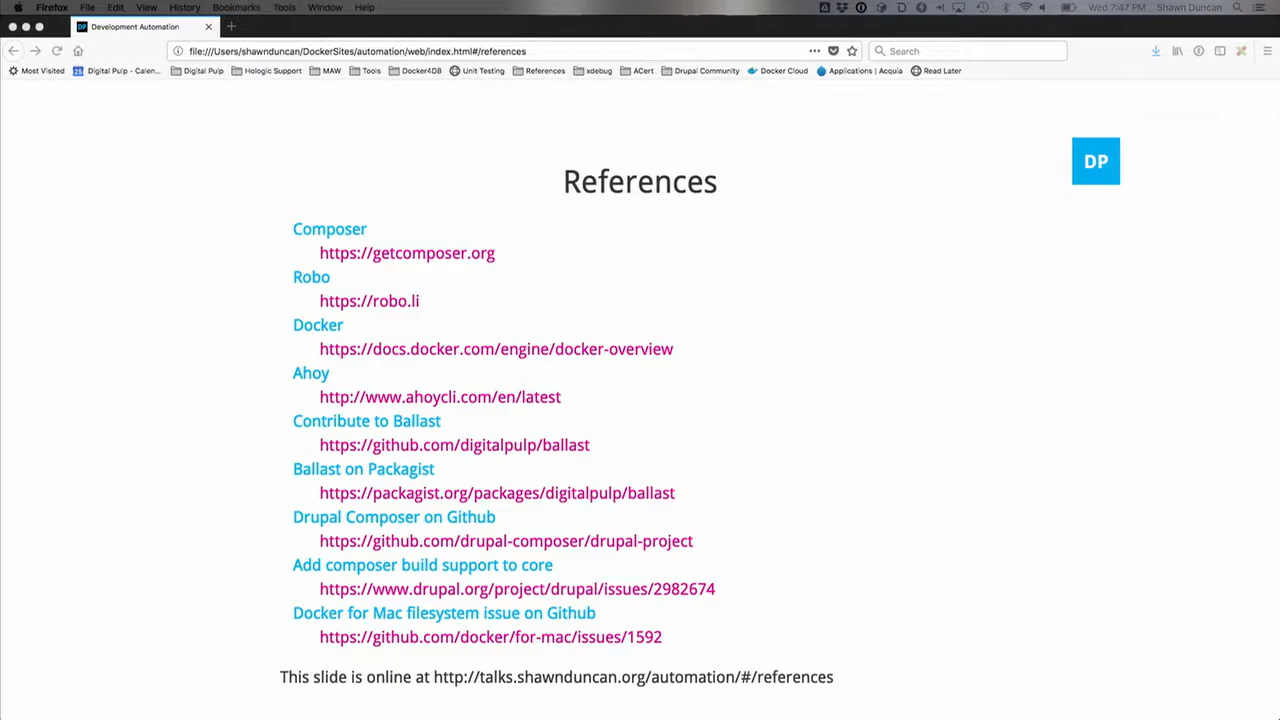 Firefox File Edit View History Bookmarks Tools Window Help Wed 7:47 PM Shawn Duncan
DP Development Automation
file:///Users/shawnduncan/DockerSites/automation/web/index.html#/references Search
Most Visited Digital Pulp - Calen... Digital Pulp Hologic Support MAW Tools Docker4D8 Unit Testing References xdebug ACert Drupal Community Docker Cloud Applications | Acquia Read Later
DP
References
Composer
https://getcomposer.org
Robo
https://robo.li
Docker
https://docs.docker.com/engine/docker-overview
Ahoy
http://www.ahoycli.com/en/latest
Contribute to Ballast
https://github.com/digitalpulp/ballast
Ballast on Packagist
https://packagist.org/packages/digitalpulp/ballast
Drupal Composer on Github
https://github.com/drupal-composer/drupal-project
Add composer build support to core
https://www.drupal.org/project/drupal/issues/2982674
Docker for Mac filesystem issue on Github
https://github.com/docker/for-mac/issues/1592
This slide is online at http://talks.shawnduncan.org/automation/#/references